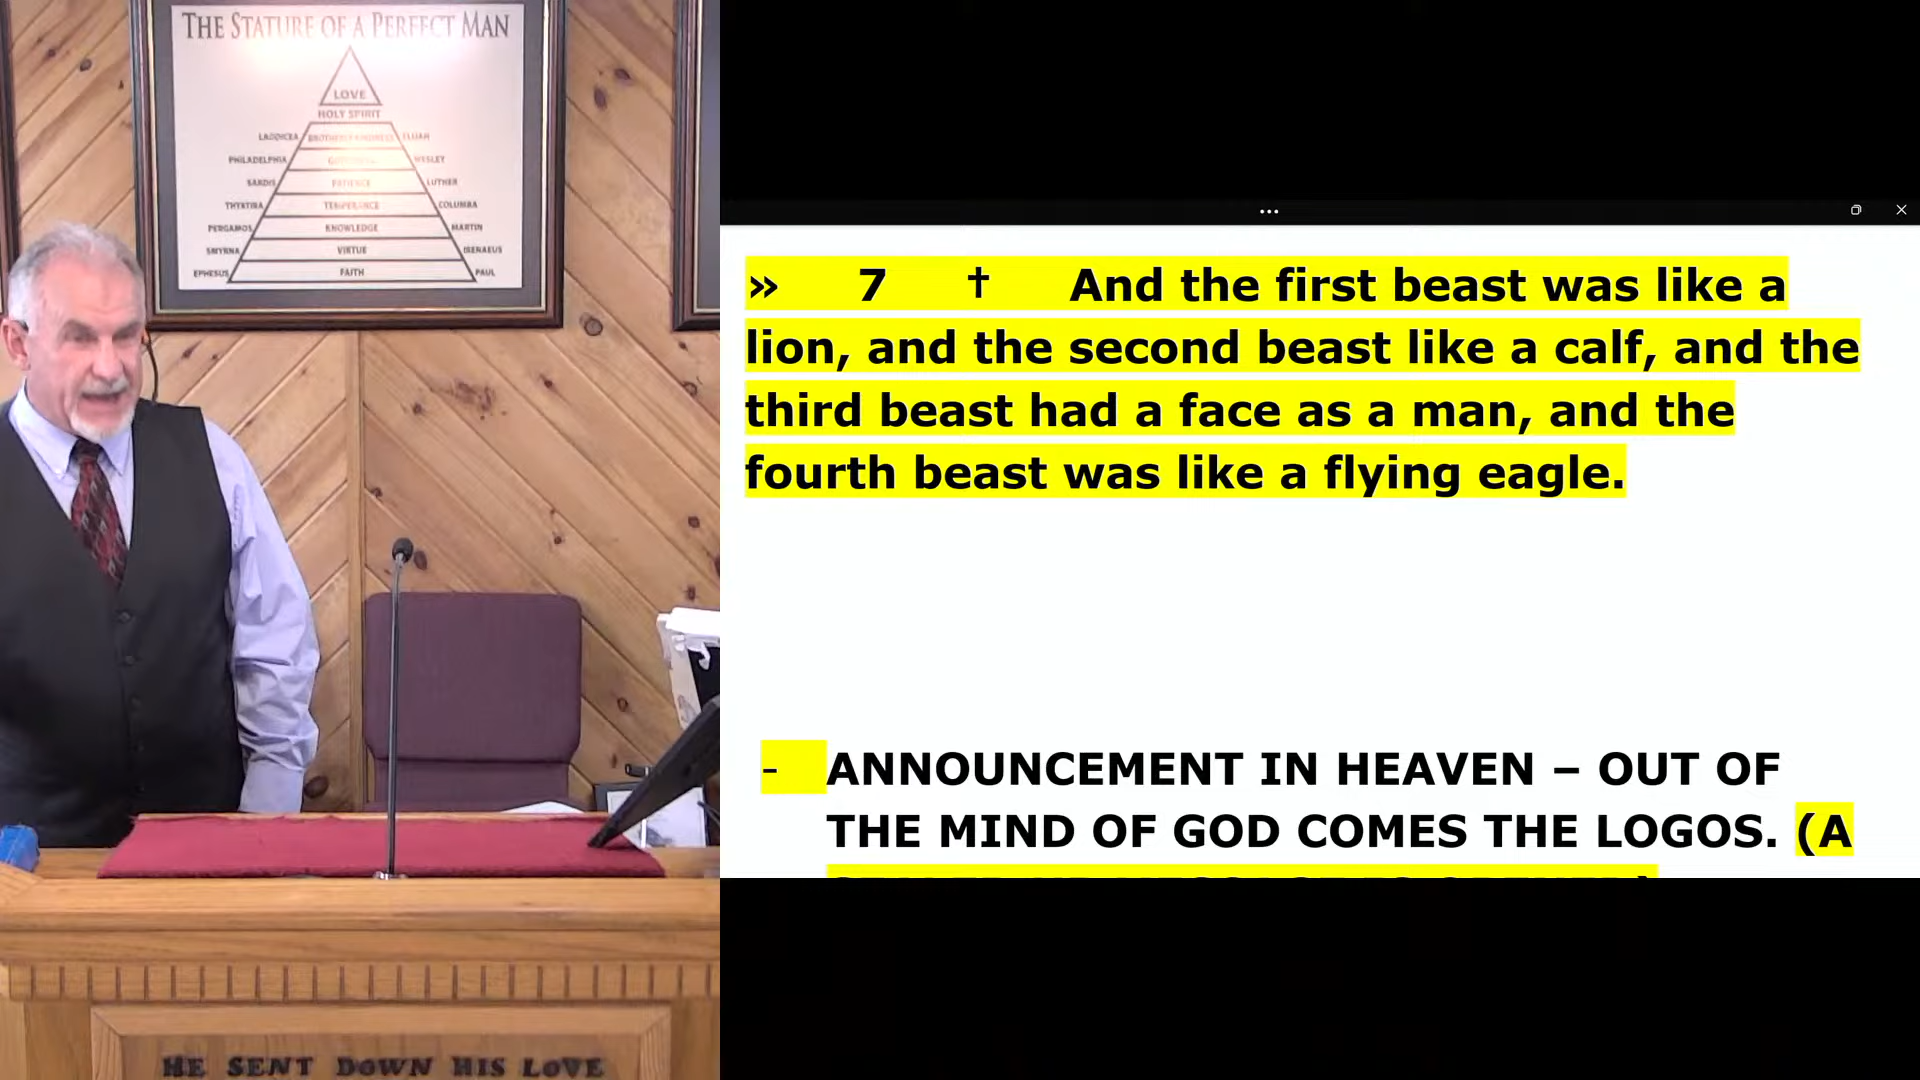 THE STATURE OF A PERFECT MAN
LOVE
HOLY SPIRIT
LAODICEA BROTHERLY KINDNESS ELIJAH
PHILADELPHIA WESLEY
SARDIS PATIENCE LUTHER
THYATIRA TEMPERANCE COLUMBA
PERGAMOS KNOWLEDGE MARTIN
SMYRNA VIRTUE IRENAEUS
EPHESUS FAITH PAUL
HE SENT DOWN HIS LOVE
» 7 † And the first beast was like a
lion, and the second beast like a calf, and the
third beast had a face as a man, and the
fourth beast was like a flying eagle.
- ANNOUNCEMENT IN HEAVEN – OUT OF
THE MIND OF GOD COMES THE LOGOS. (A